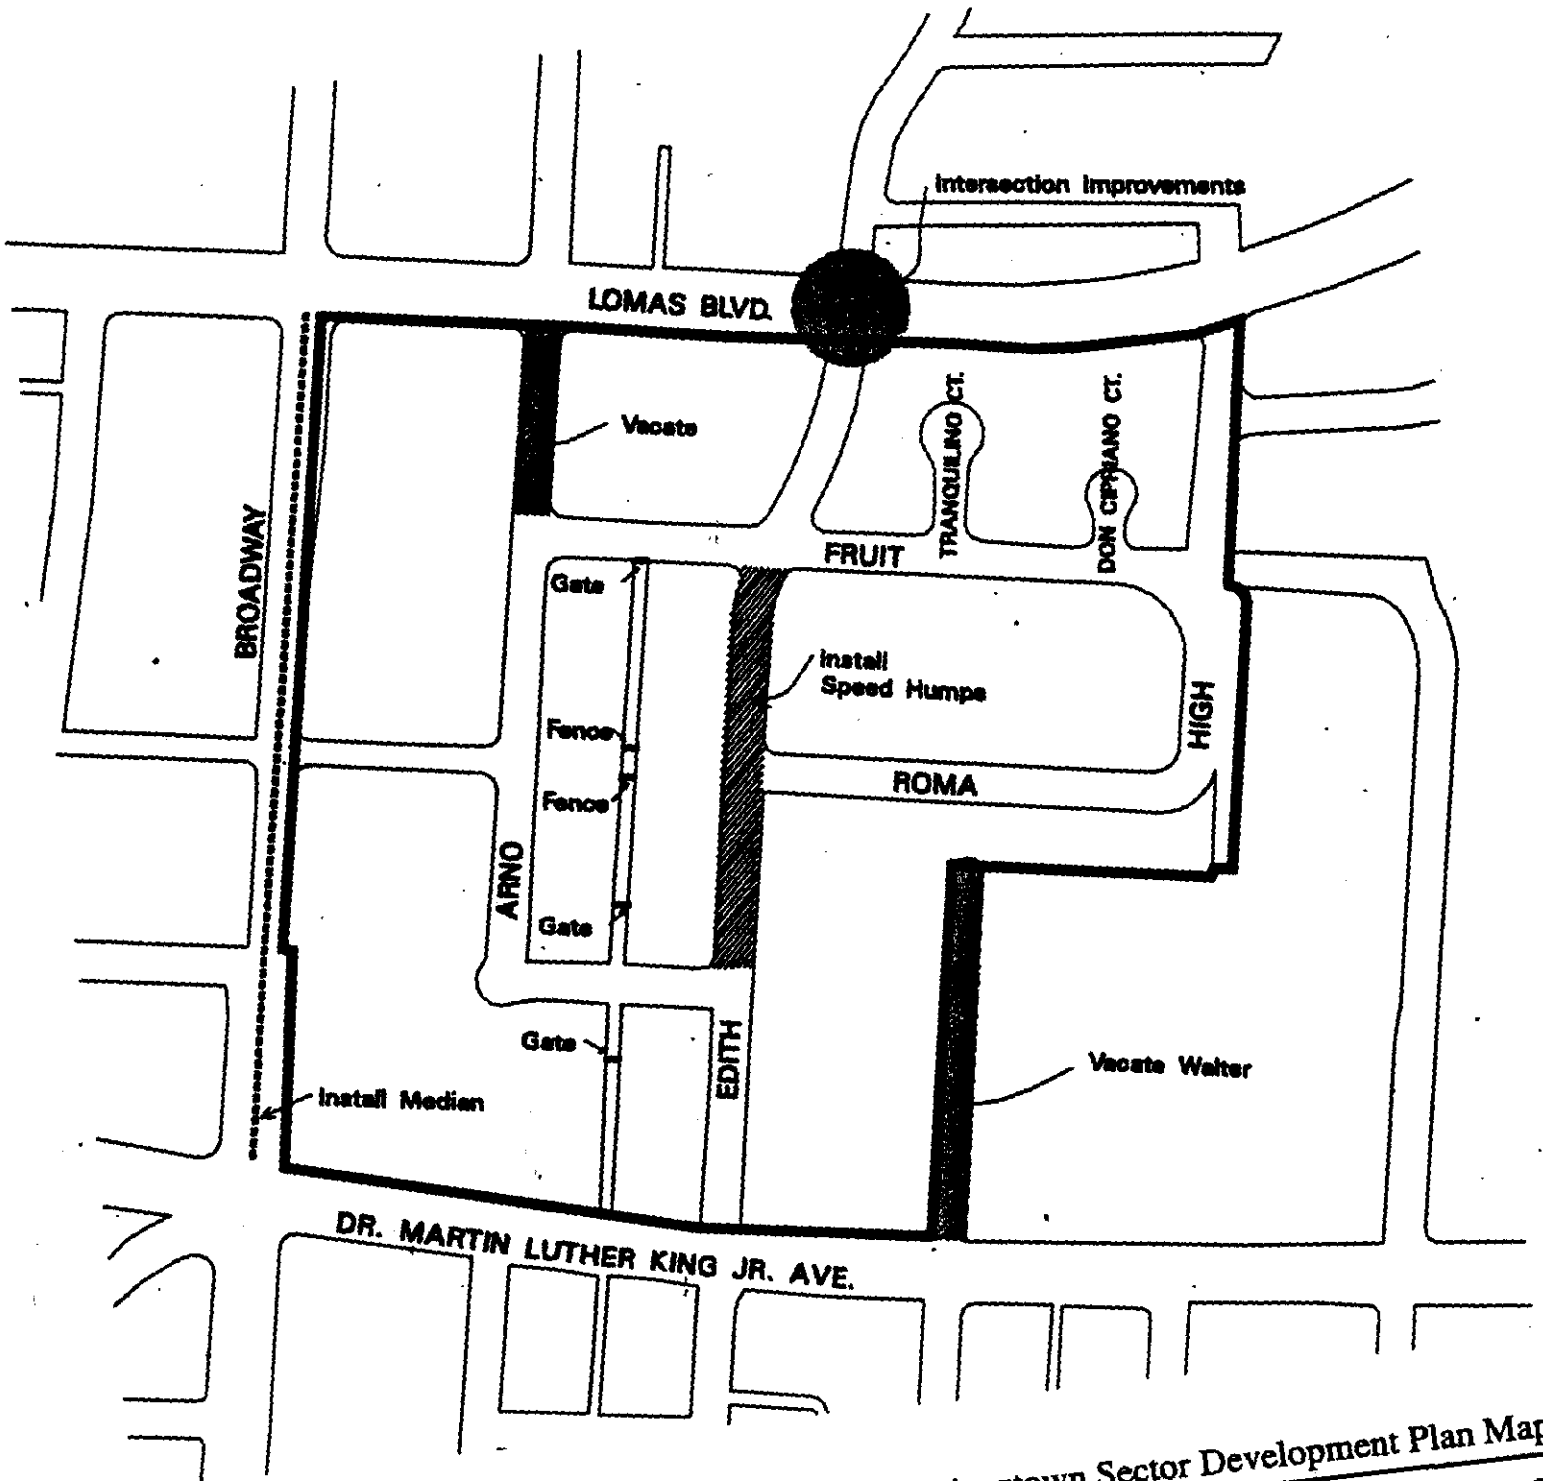 Intersection Improvements
LOMAS BLVD.
Vacate
TRANQUILINO CT.
DON CIPRIANO CT.
BROADWAY
FRUIT
Gate
Install
Speed Humps
HIGH
Fence
ROMA
Fence
ARNO
Gate
EDITH
Gate
Vacate Walter
Install Median
DR. MARTIN LUTHER KING JR. AVE.
Sector Development Plan Map